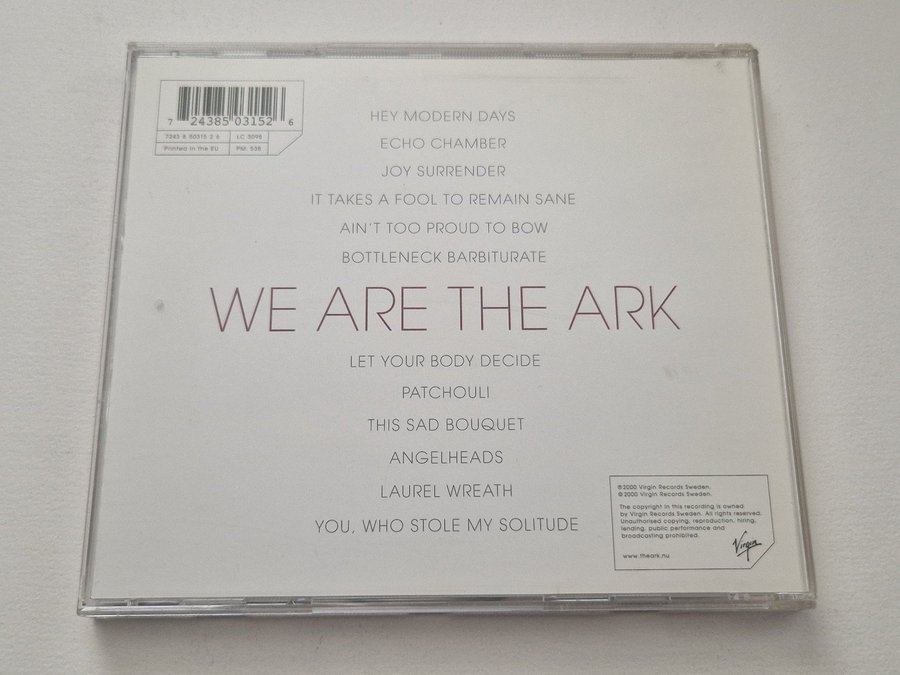 7 24385 03152 6
7243 8 50315 2 6 LC 3098
Printed in the EU PM: 538
HEY MODERN DAYS
ECHO CHAMBER
JOY SURRENDER
IT TAKES A FOOL TO REMAIN SANE
AIN'T TOO PROUD TO BOW
BOTTLENECK BARBITURATE
WE ARE THE ARK
LET YOUR BODY DECIDE
PATCHOULI
THIS SAD BOUQUET
ANGELHEADS
LAUREL WREATH
YOU, WHO STOLE MY SOLITUDE
℗2000 Virgin Records Sweden.
©2000 Virgin Records Sweden.
The copyright in this recording is owned
by Virgin Records Sweden. All rights reserved.
Unauthorised copying, reproduction, hiring,
lending, public performance and
broadcasting prohibited.
Virgin
www.theark.nu